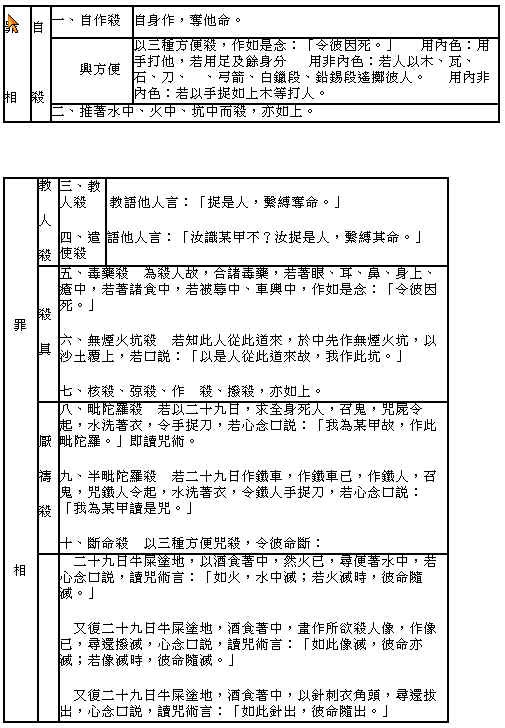 罪
相
自
殺
一、自作殺
自身作，奪他命。
興方便
以三種方便殺，作如是念：「令彼因死。」　用內色：用
手打他，若用足及餘身分　用非內色：若人以木、瓦、
石、刀、　、弓箭、白鑞段、鉛錫段遙擲彼人。　用內非
內色：若以手捉如上木等打人。
二、推著水中、火中、坑中而殺，亦如上。
罪
相
教
人
殺
三、教
人殺
教語他人言：「捉是人，繫縛奪命。」
四、遣
使殺
語他人言：「汝識某甲不？汝捉是人，繫縛其命。」
殺
具
五、毒藥殺　為殺人故，合諸毒藥，若著眼、耳、鼻、身上、
瘡中，若著諸食中，若被蓐中、車輿中，作如是念：「令彼因
死。」
六、無煙火坑殺　若知此人從此道來，於中先作無煙火坑，以
沙土覆上，若口說：「以是人從此道來故，我作此坑。」
七、核殺、弶殺、作　殺、撥殺，亦如上。
厭
禱
殺
八、毗陀羅殺　若以二十九日，求全身死人，召鬼，咒屍令
起，水洗著衣，令手捉刀，若心念口說：「我為某甲故，作此
毗陀羅。」即讀咒術。
九、半毗陀羅殺　若二十九日作鐵車，作鐵車已，作鐵人，召
鬼，咒鐵人令起，水洗著衣，令鐵人手捉刀，若心念口說：
「我為某甲讀是咒。」
十、斷命殺　以三種方便咒殺，令彼命斷：
二十九日牛屎塗地，以酒食著中，然火已，尋便著水中，若
心念口說，讀咒術言：「如火，水中滅；若火滅時，彼命隨
滅。」
又復二十九日牛屎塗地，酒食著中，畫作所欲殺人像，作像
已，尋還撥滅，心念口說，讀咒術言：「如此像滅，彼命亦
滅；若像滅時，彼命隨滅。」
又復二十九日牛屎塗地，酒食著中，以針刺衣角頭，尋還拔
出，心念口說，讀咒術言：「如此針出，彼命隨出。」